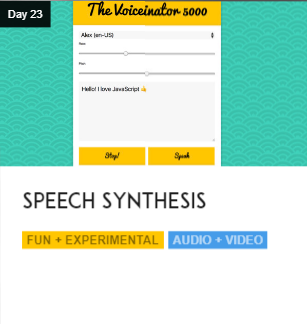 Day 23
The Voiceinator 5000
Alex (en-US)
Rate:
Pitch:
Hello! I love JavaScript 👍
Stop!
Speak
SPEECH SYNTHESIS
FUN + EXPERIMENTAL
AUDIO + VIDEO